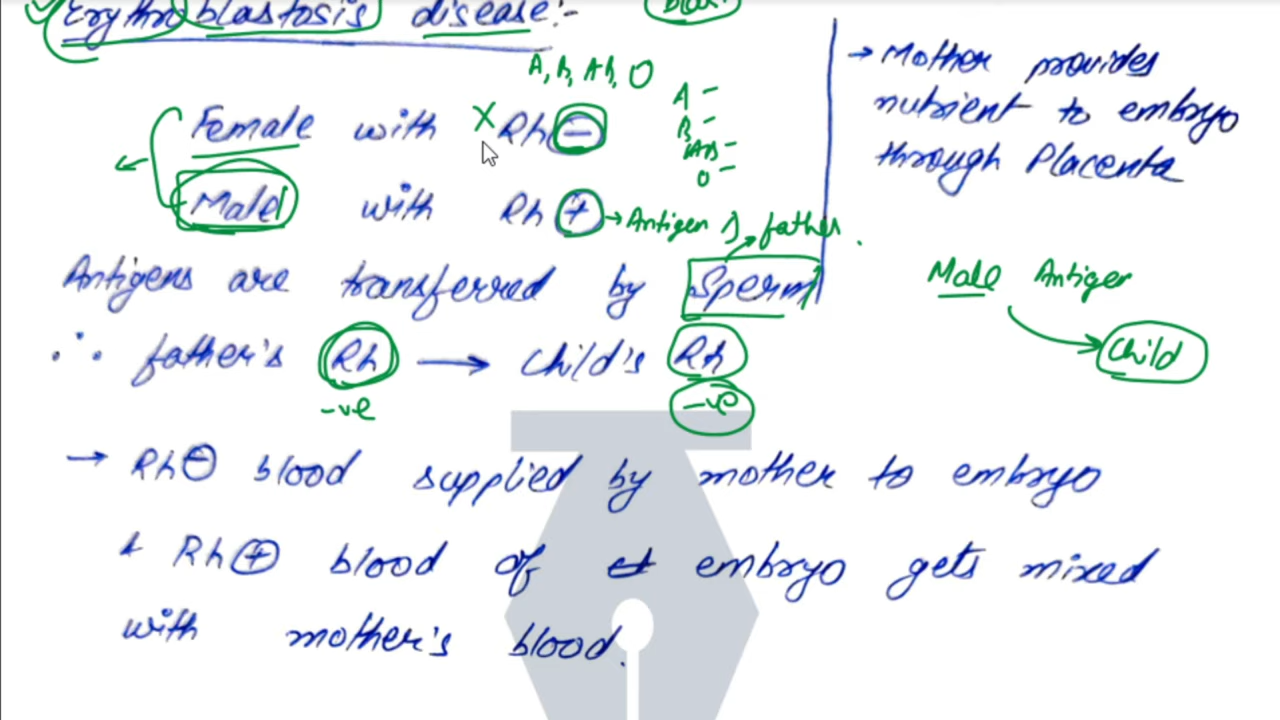 Erythroblastosis disease:-
A, B, AB, O
Female with X Rh ⊖
A -
B -
AB -
O -
Male with Rh ⊕ → Antigen
father.
Antigens are transferred by Sperm
∴ father's Rh → Child's Rh
-ve -ve
→ Rh⊖ blood supplied by mother to embryo
+ Rh⊕ blood of embryo gets mixed
with mother's blood.
→ Mother provides
nutrient to embryo
through Placenta
Male Antigen
Child